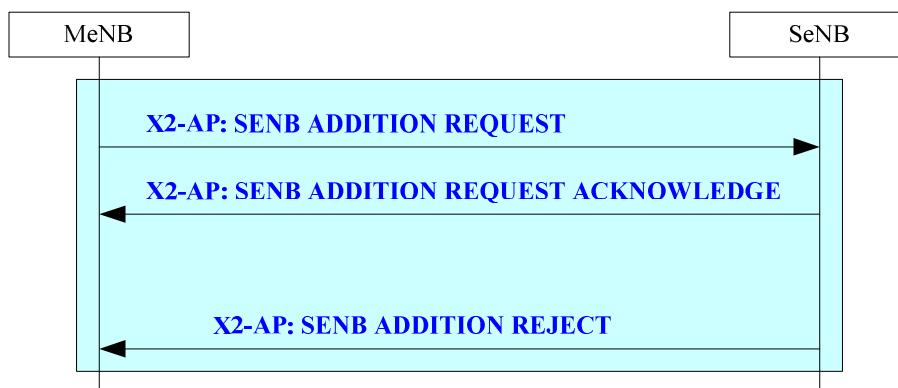 MeNB
SeNB
X2-AP: SENB ADDITION REQUEST
X2-AP: SENB ADDITION REQUEST ACKNOWLEDGE
X2-AP: SENB ADDITION REJECT